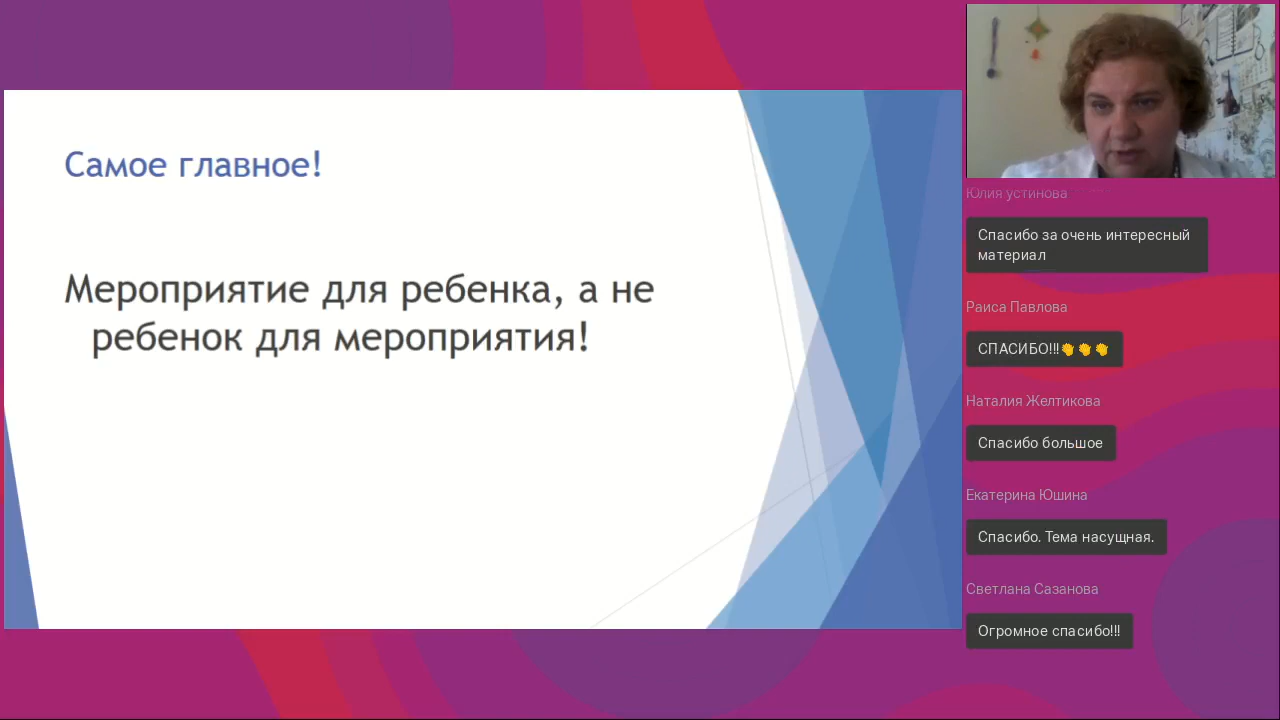 Самое главное!
Мероприятие для ребенка, а не
ребенок для мероприятия!
Юлия устинова
Спасибо за очень интересный
материал
Раиса Павлова
СПАСИБО!!!👏👏👏
Наталия Желтикова
Спасибо большое
Екатерина Юшина
Спасибо. Тема насущная.
Светлана Сазанова
Огромное спасибо!!!